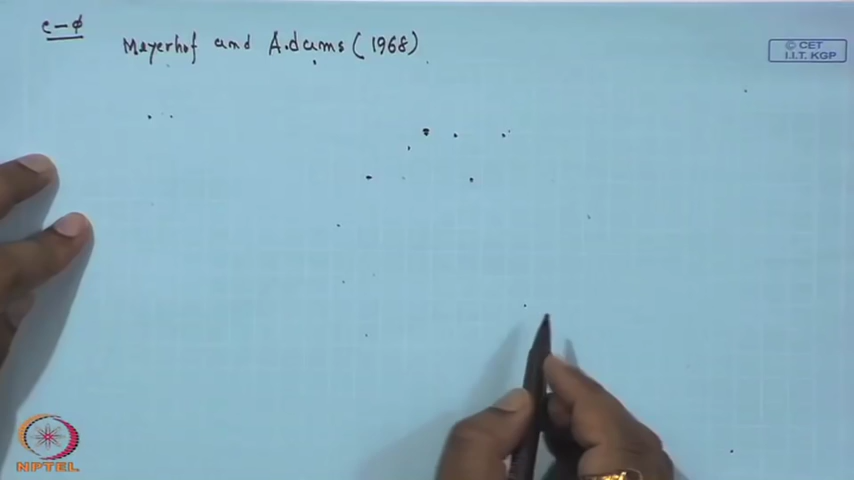 c-φ
Meyerhof and Adams (1968)
© CET
I.I.T. KGP
NPTEL